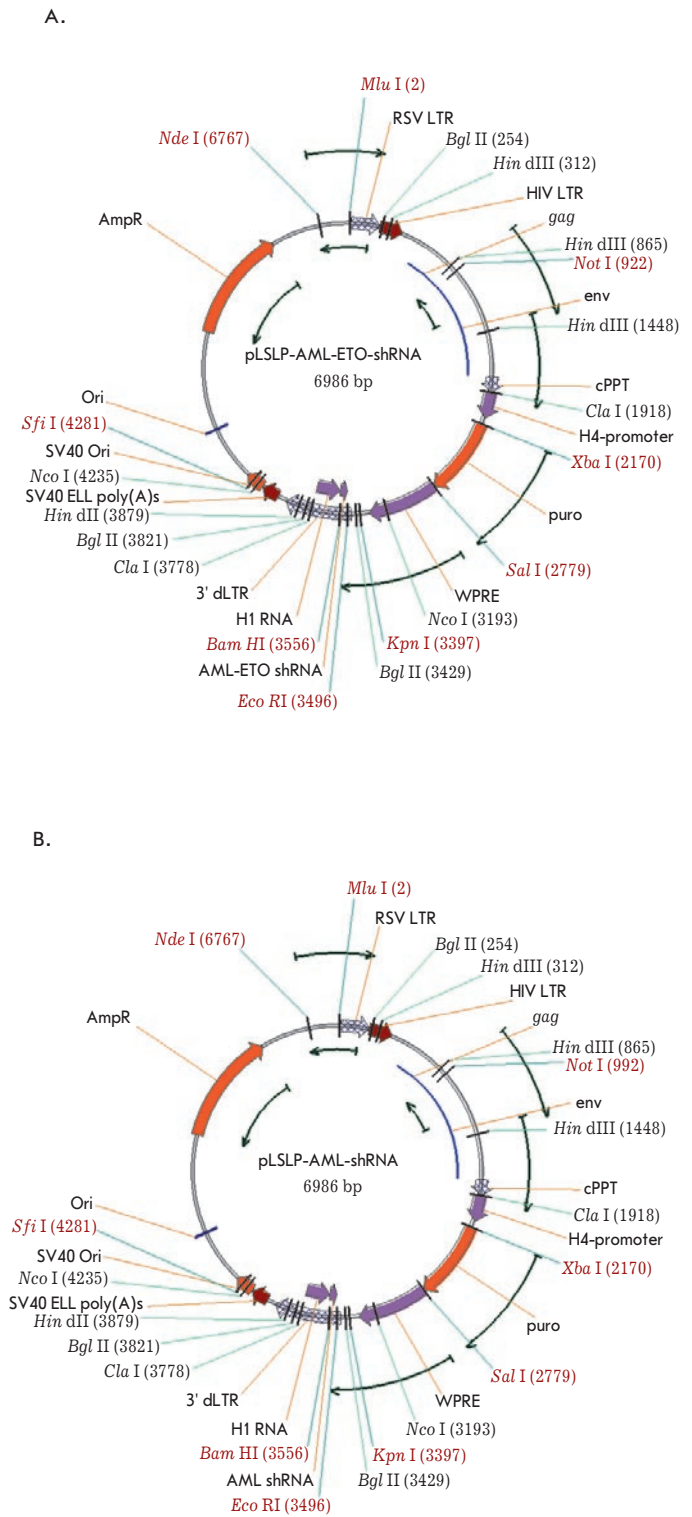 A.
Mlu I (2)
RSV LTR
Nde I (6767)
Bgl II (254)
Hin dIII (312)
HIV LTR
AmpR
gag
Hin dIII (865)
Not I (922)
env
Hin dIII (1448)
pLSLP-AML-ETO-shRNA
6986 bp
cPPT
Ori
Cla I (1918)
Sfi I (4281)
H4-promoter
SV40 Ori
Xba I (2170)
Nco I (4235)
SV40 ELL poly(A)s
puro
Hin dII (3879)
Bgl II (3821)
Cla I (3778)
Sal I (2779)
3' dLTR
WPRE
H1 RNA
Nco I (3193)
Bam HI (3556)
Kpn I (3397)
AML-ETO shRNA
Bgl II (3429)
Eco RI (3496)
B.
Mlu I (2)
RSV LTR
Nde I (6767)
Bgl II (254)
Hin dIII (312)
HIV LTR
AmpR
gag
Hin dIII (865)
Not I (992)
env
Hin dIII (1448)
pLSLP-AML-shRNA
6986 bp
cPPT
Ori
Cla I (1918)
Sfi I (4281)
H4-promoter
SV40 Ori
Xba I (2170)
Nco I (4235)
SV40 ELL poly(A)s
Hin dII (3879)
puro
Bgl II (3821)
Cla I (3778)
Sal I (2779)
3' dLTR
WPRE
H1 RNA
Nco I (3193)
Bam HI (3556)
Kpn I (3397)
AML shRNA
Bgl II (3429)
Eco RI (3496)